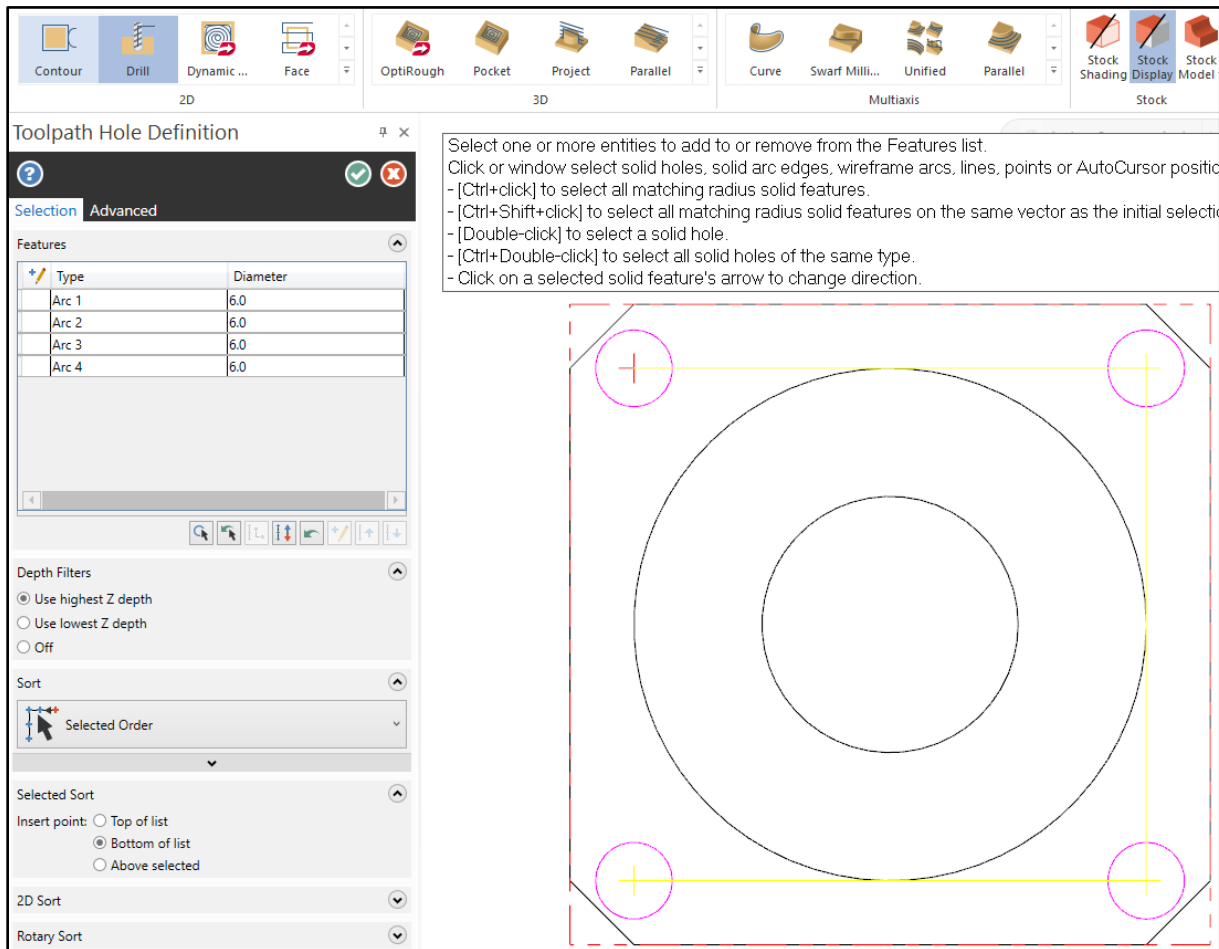 Contour Drill Dynamic ... Face OptiRough Pocket Project Parallel Curve Swarf Milli... Unified Parallel Stock Shading Stock Display Stock Model
2D 3D Multiaxis Stock
Toolpath Hole Definition
Selection Advanced
Features
Type Diameter
Arc 1 6.0
Arc 2 6.0
Arc 3 6.0
Arc 4 6.0
Depth Filters
Use highest Z depth
Use lowest Z depth
Off
Sort
Selected Order
Selected Sort
Insert point: Top of list
Bottom of list
Above selected
2D Sort
Rotary Sort
Select one or more entities to add to or remove from the Features list.
Click or window select solid holes, solid arc edges, wireframe arcs, lines, points or AutoCursor positio
- [Ctrl+click] to select all matching radius solid features.
- [Ctrl+Shift+click] to select all matching radius solid features on the same vector as the initial selectio
- [Double-click] to select a solid hole.
- [Ctrl+Double-click] to select all solid holes of the same type.
- Click on a selected solid feature's arrow to change direction.